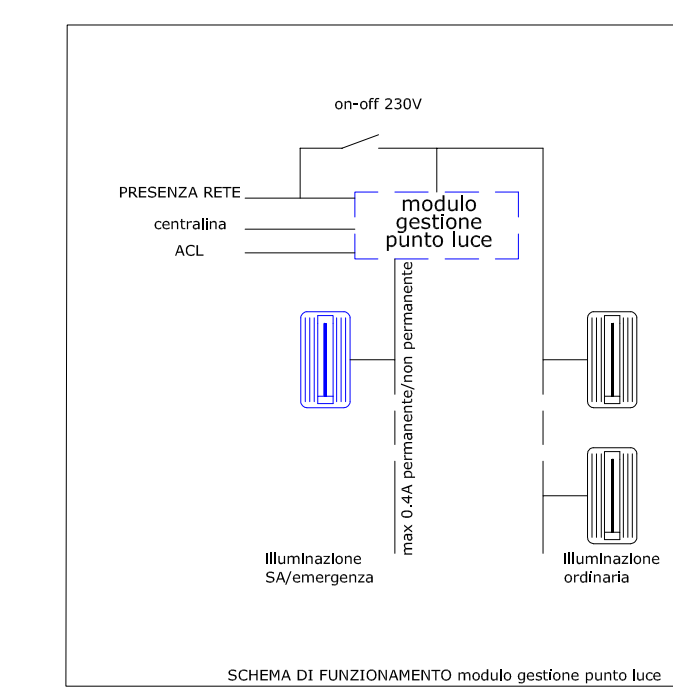 on-off 230V
PRESENZA RETE
centralina
ACL
modulo
gestione
punto luce
max 0.4A permanente/non permanente
Illuminazione
SA/emergenza
Illuminazione
ordinaria
SCHEMA DI FUNZIONAMENTO modulo gestione punto luce